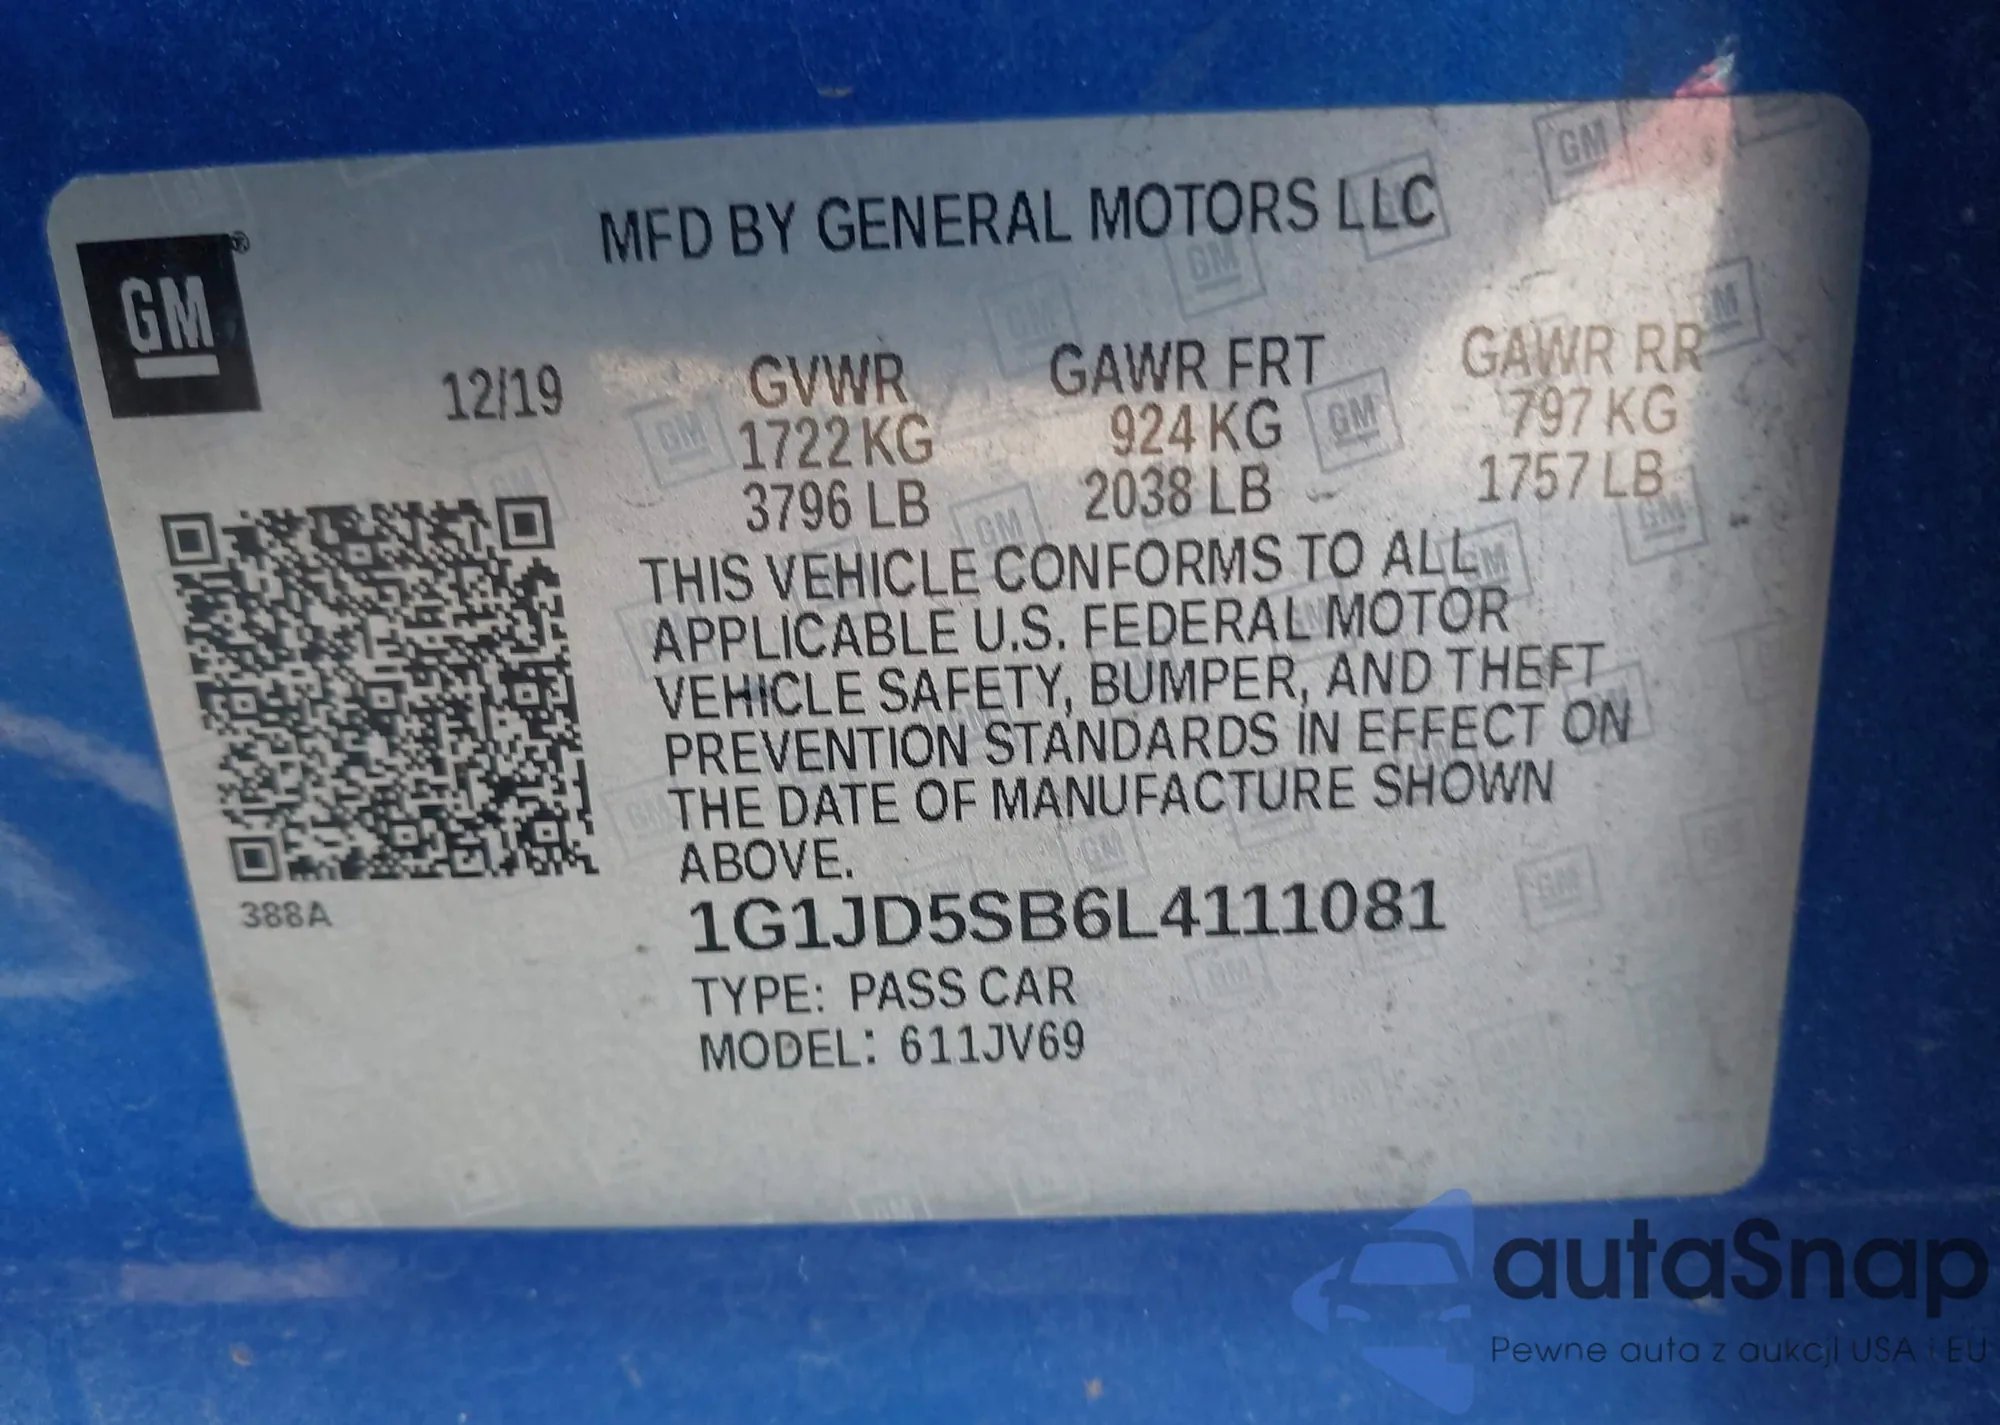 MFD BY GENERAL MOTORS LLC
GM ®
12/19
GVWR GAWR FRT GAWR RR
1722 KG 924 KG 797 KG
3796 LB 2038 LB 1757 LB
THIS VEHICLE CONFORMS TO ALL
APPLICABLE U.S. FEDERAL MOTOR
VEHICLE SAFETY, BUMPER, AND THEFT
PREVENTION STANDARDS IN EFFECT ON
THE DATE OF MANUFACTURE SHOWN
ABOVE.
388A
1G1JD5SB6L4111081
TYPE: PASS CAR
MODEL: 611JV69
autaSnap
Pewne auta z aukcji USA i EU